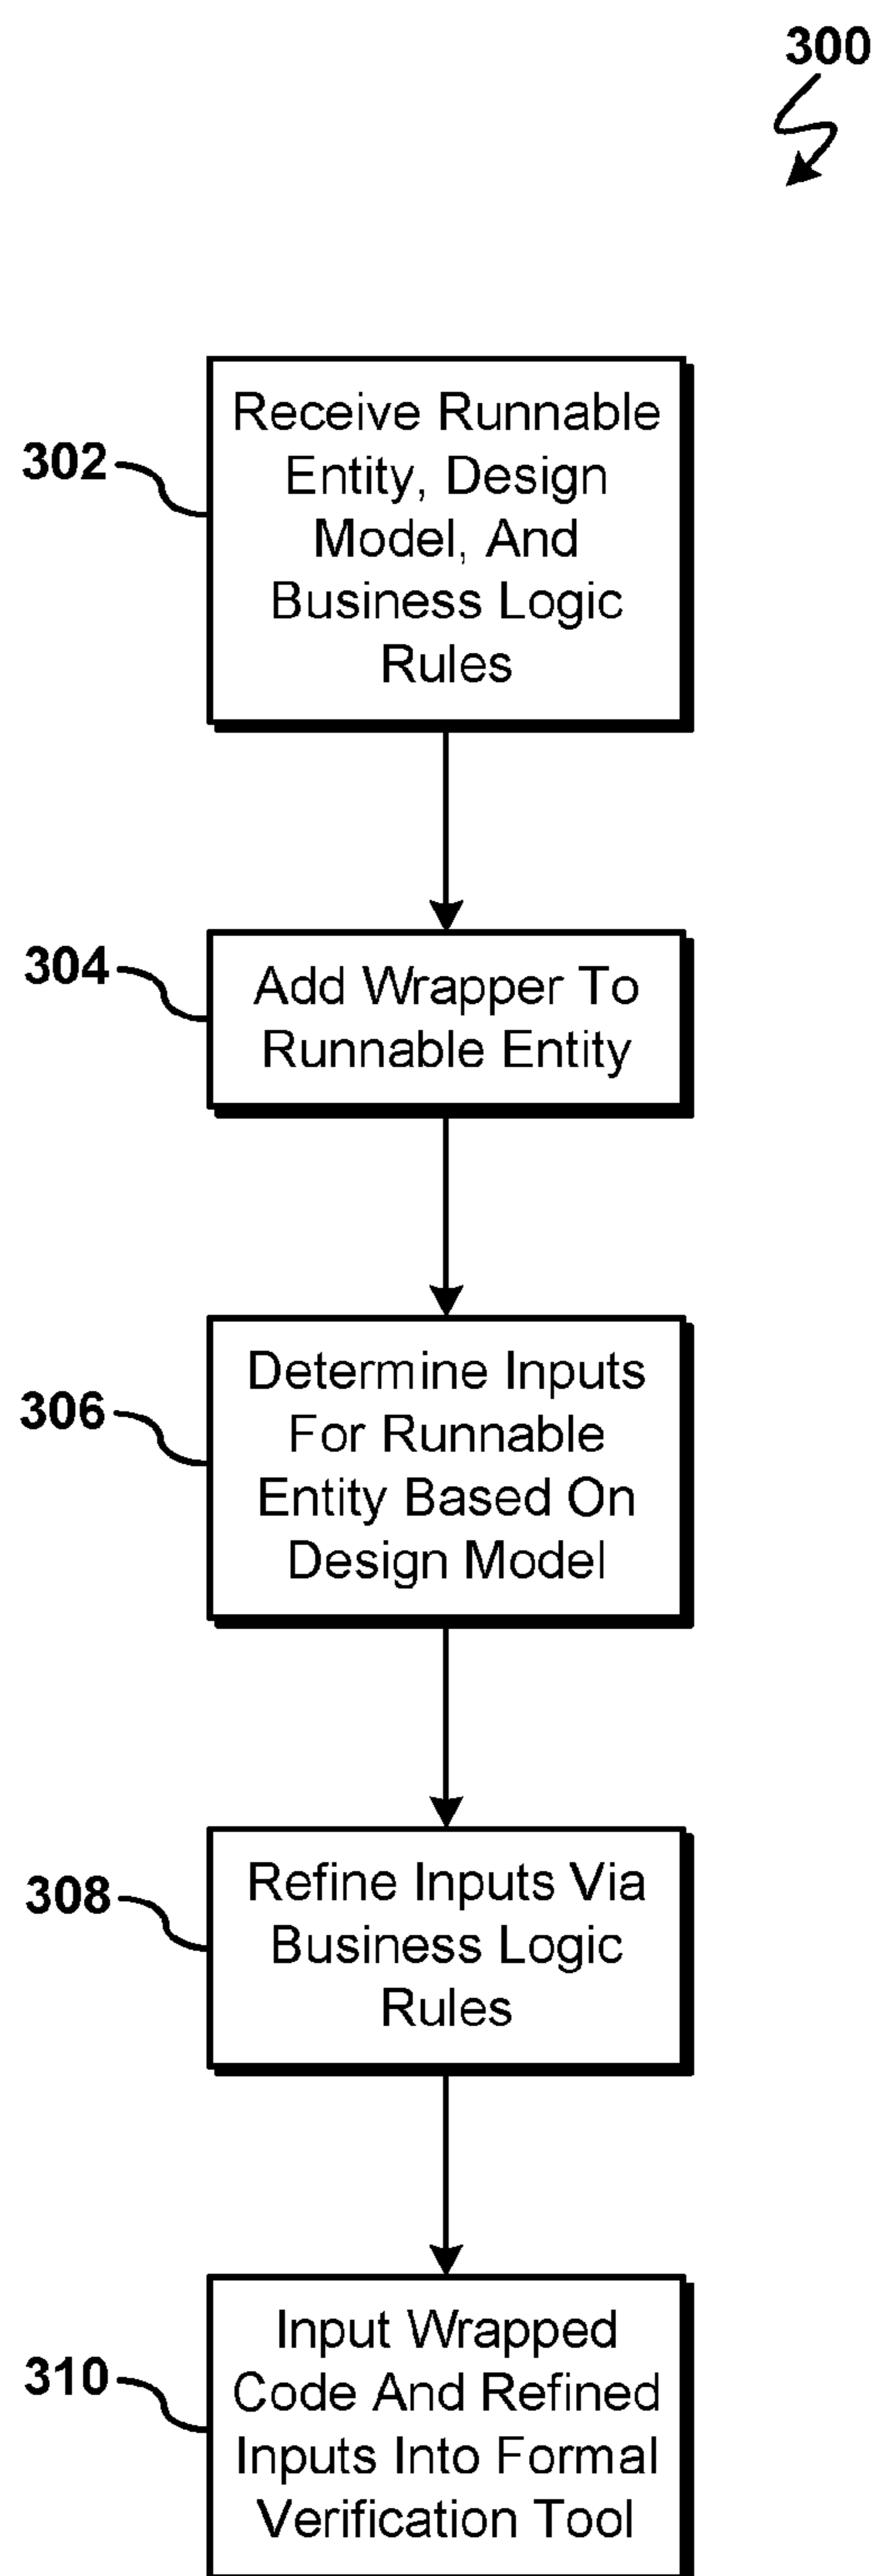 300
302
Receive Runnable
Entity, Design
Model, And
Business Logic
Rules
304
Add Wrapper To
Runnable Entity
306
Determine Inputs
For Runnable
Entity Based On
Design Model
308
Refine Inputs Via
Business Logic
Rules
310
Input Wrapped
Code And Refined
Inputs Into Formal
Verification Tool